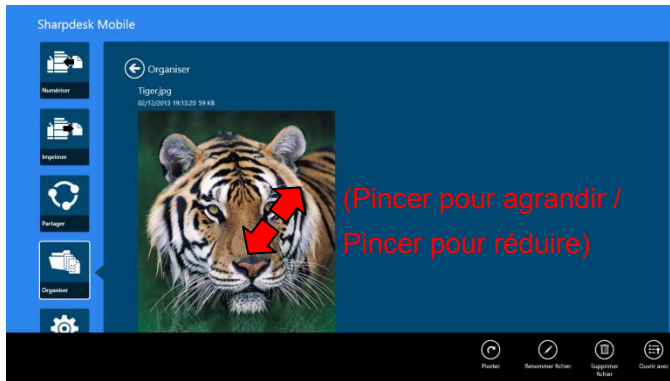 Sharpdesk Mobile
Numériser
Imprimer
Partager
Organiser
Organiser
Tiger.jpg
02/12/2013 19:13:20 59 KB
(Pincer pour agrandir /
Pincer pour réduire)
Pivoter
Renommer fichier
Supprimer
fichier
Ouvrir avec